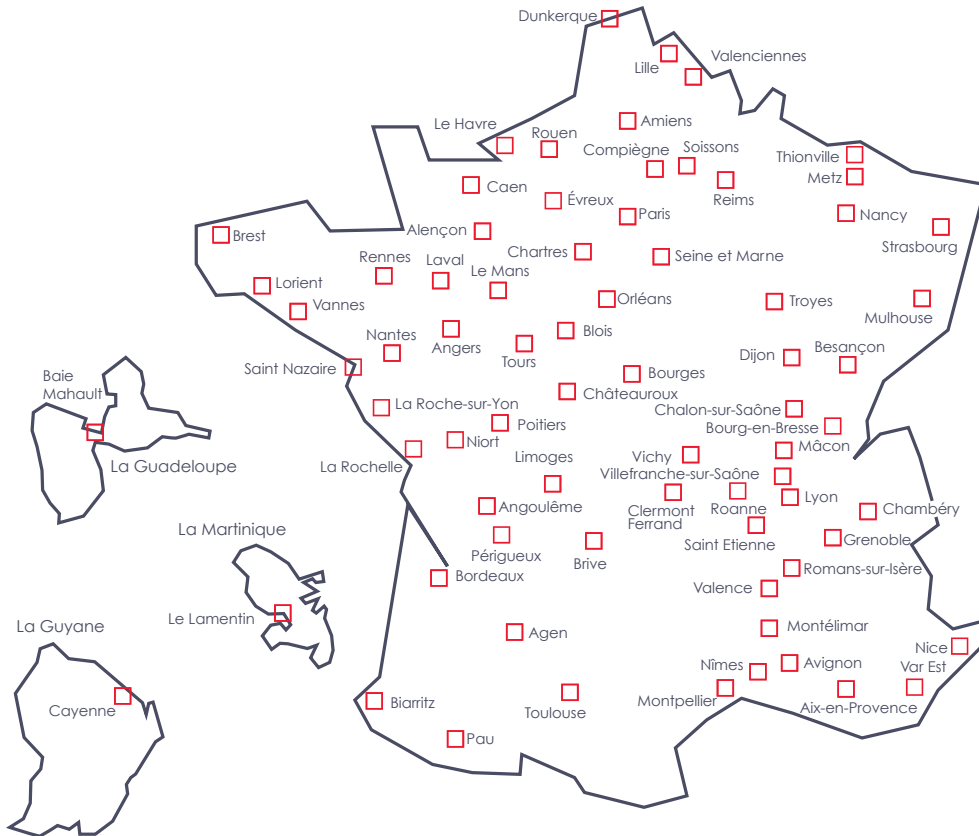 Dunkerque
Valenciennes
Lille
Amiens
Le Havre
Rouen
Compiègne
Soissons
Thionville
Metz
Caen
Évreux
Reims
Paris
Nancy
Strasbourg
Brest
Alençon
Chartres
Seine et Marne
Rennes
Laval
Le Mans
Lorient
Vannes
Orléans
Troyes
Mulhouse
Nantes
Angers
Tours
Blois
Dijon
Besançon
Saint Nazaire
Bourges
Châteauroux
La Roche-sur-Yon
Poitiers
Chalon-sur-Saône
Bourg-en-Bresse
Niort
La Rochelle
Limoges
Vichy
Mâcon
Villefranche-sur-Saône
Clermont
Ferrand
Roanne
Lyon
Angoulême
Chambéry
Saint Etienne
Grenoble
Périgueux
Brive
Bordeaux
Romans-sur-Isère
Valence
Agen
Montélimar
Nice
Nîmes
Avignon
Var Est
Biarritz
Toulouse
Montpellier
Aix-en-Provence
Pau
Baie
Mahault
La Guadeloupe
La Martinique
Le Lamentin
La Guyane
Cayenne